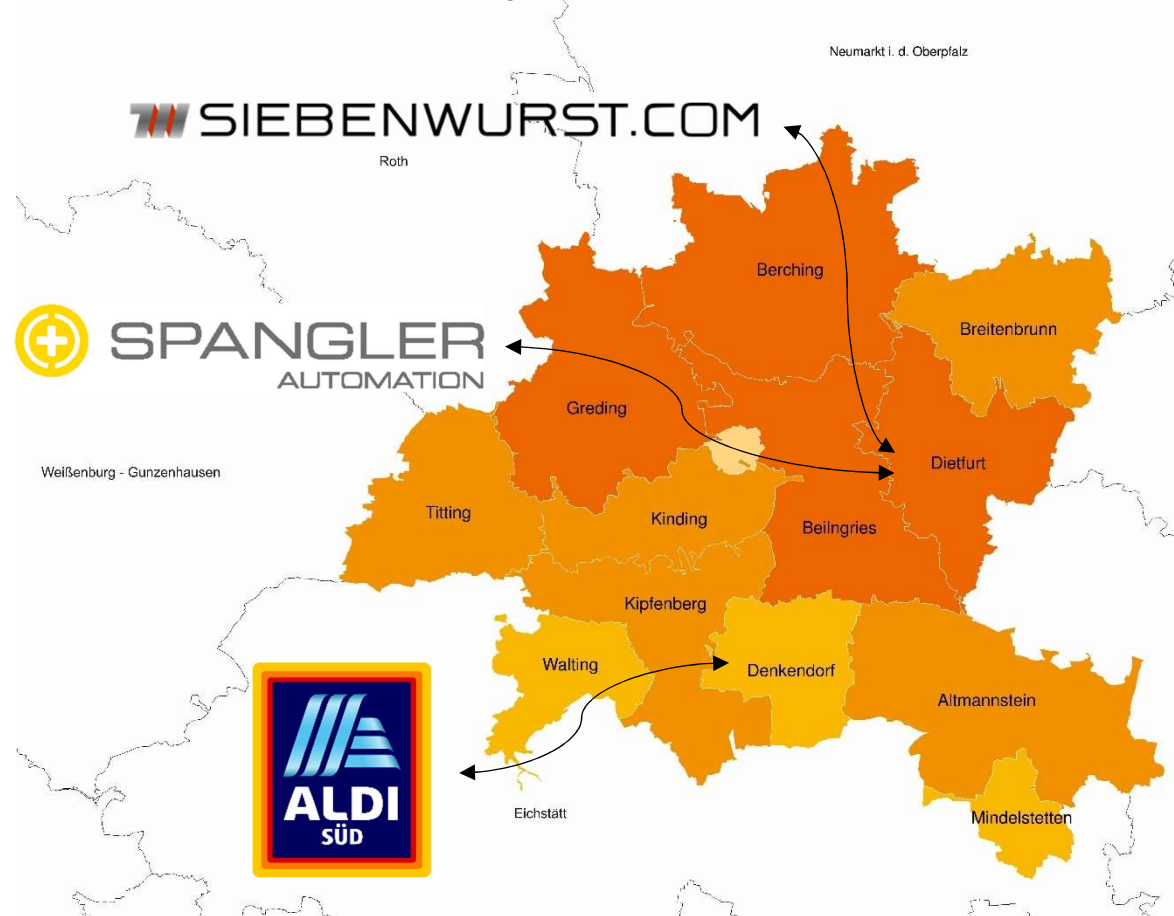 Neumarkt i. d. Oberpfalz
SIEBENWURST.COM
Roth
Berching
Breitenbrunn
SPANGLER
AUTOMATION
Greding
Dietfurt
Weißenburg - Gunzenhausen
Titting
Kinding
Beilngries
Kipfenberg
Walting
Denkendorf
Altmannstein
ALDI
SÜD
Eichstätt
Mindelstetten